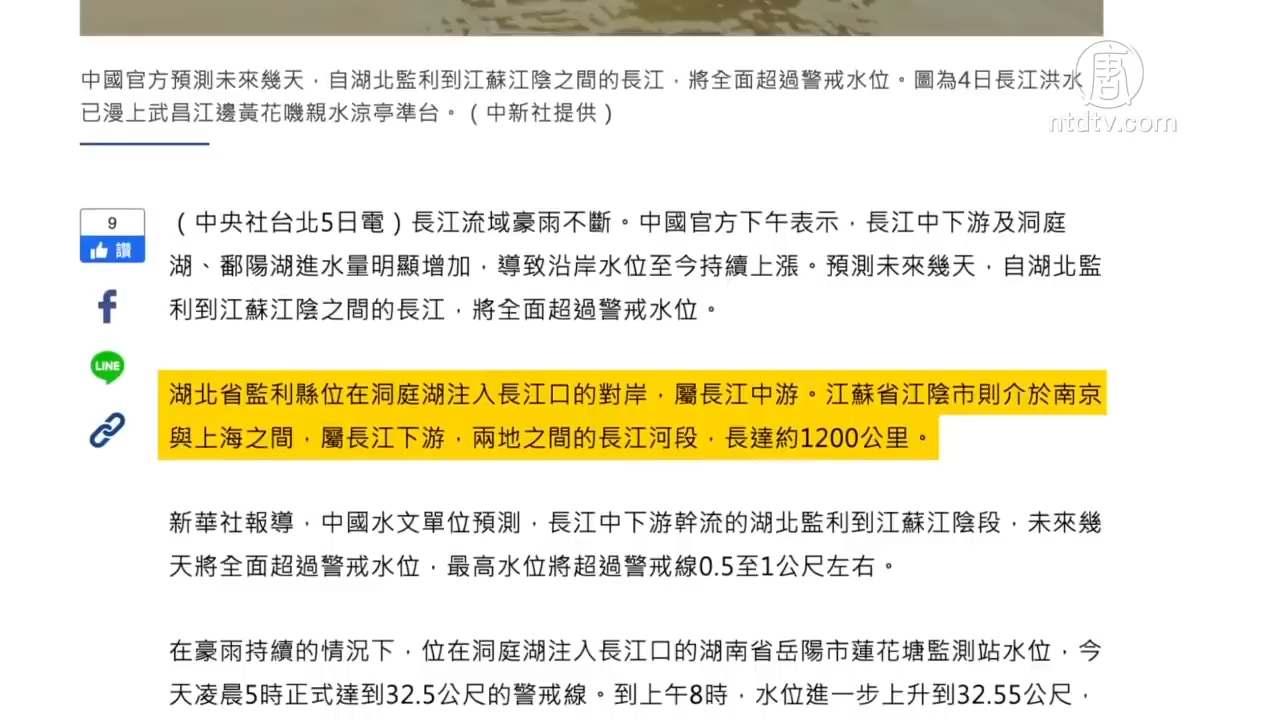 中國官方預測未來幾天，自湖北監利到江蘇江陰之間的長江，將全面超過警戒水位。圖為4日長江洪水
已漫上武昌江邊黃花磯親水涼亭準台。（中新社提供）
唐
ntdtv.com
9
讚
（中央社台北5日電）長江流域豪雨不斷。中國官方下午表示，長江中下游及洞庭
湖、鄱陽湖進水量明顯增加，導致沿岸水位至今持續上漲。預測未來幾天，自湖北監
利到江蘇江陰之間的長江，將全面超過警戒水位。
LINE
湖北省監利縣位在洞庭湖注入長江口的對岸，屬長江中游。江蘇省江陰市則介於南京
與上海之間，屬長江下游，兩地之間的長江河段，長達約1200公里。
新華社報導，中國水文單位預測，長江中下游幹流的湖北監利到江蘇江陰段，未來幾
天將全面超過警戒水位，最高水位將超過警戒線0.5至1公尺左右。
在豪雨持續的情況下，位在洞庭湖注入長江口的湖南省岳陽市蓮花塘監測站水位，今
天凌晨5時正式達到32.5公尺的警戒線。到上午8時，水位進一步上升到32.55公尺，